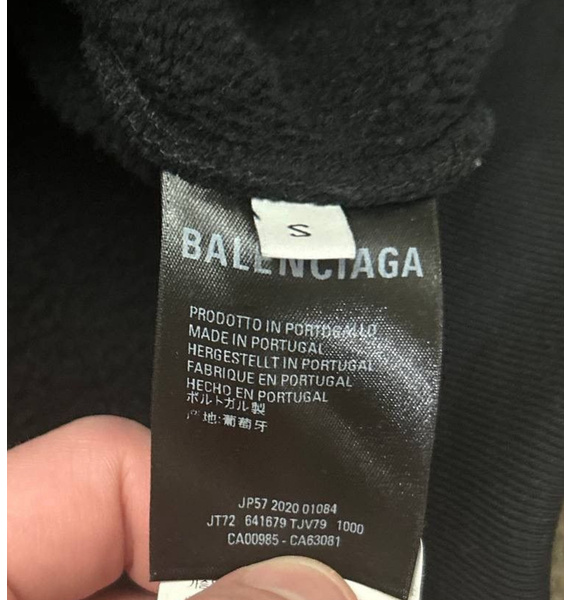 S
BALENCIAGA
PRODOTTO IN PORTOGALLO
MADE IN PORTUGAL
HERGESTELLT IN PORTUGAL
FABRIQUE EN PORTUGAL
HECHO EN PORTUGAL
ポルトガル製
产地:葡萄牙
JP57 2020 01084
JT72 641679 TJV79 1000
CA00985 - CA63081